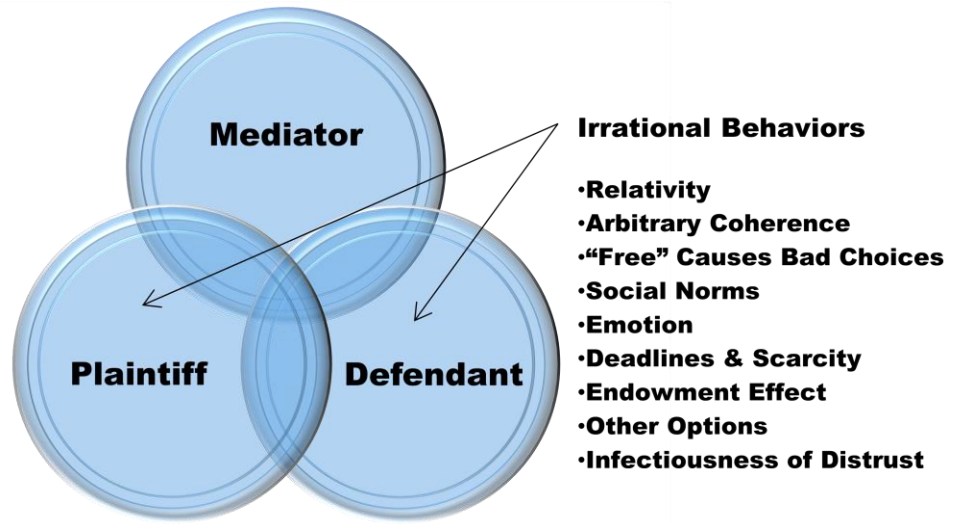 Mediator
Plaintiff
Defendant
Irrational Behaviors
•Relativity
•Arbitrary Coherence
•“Free” Causes Bad Choices
•Social Norms
•Emotion
•Deadlines & Scarcity
•Endowment Effect
•Other Options
•Infectiousness of Distrust